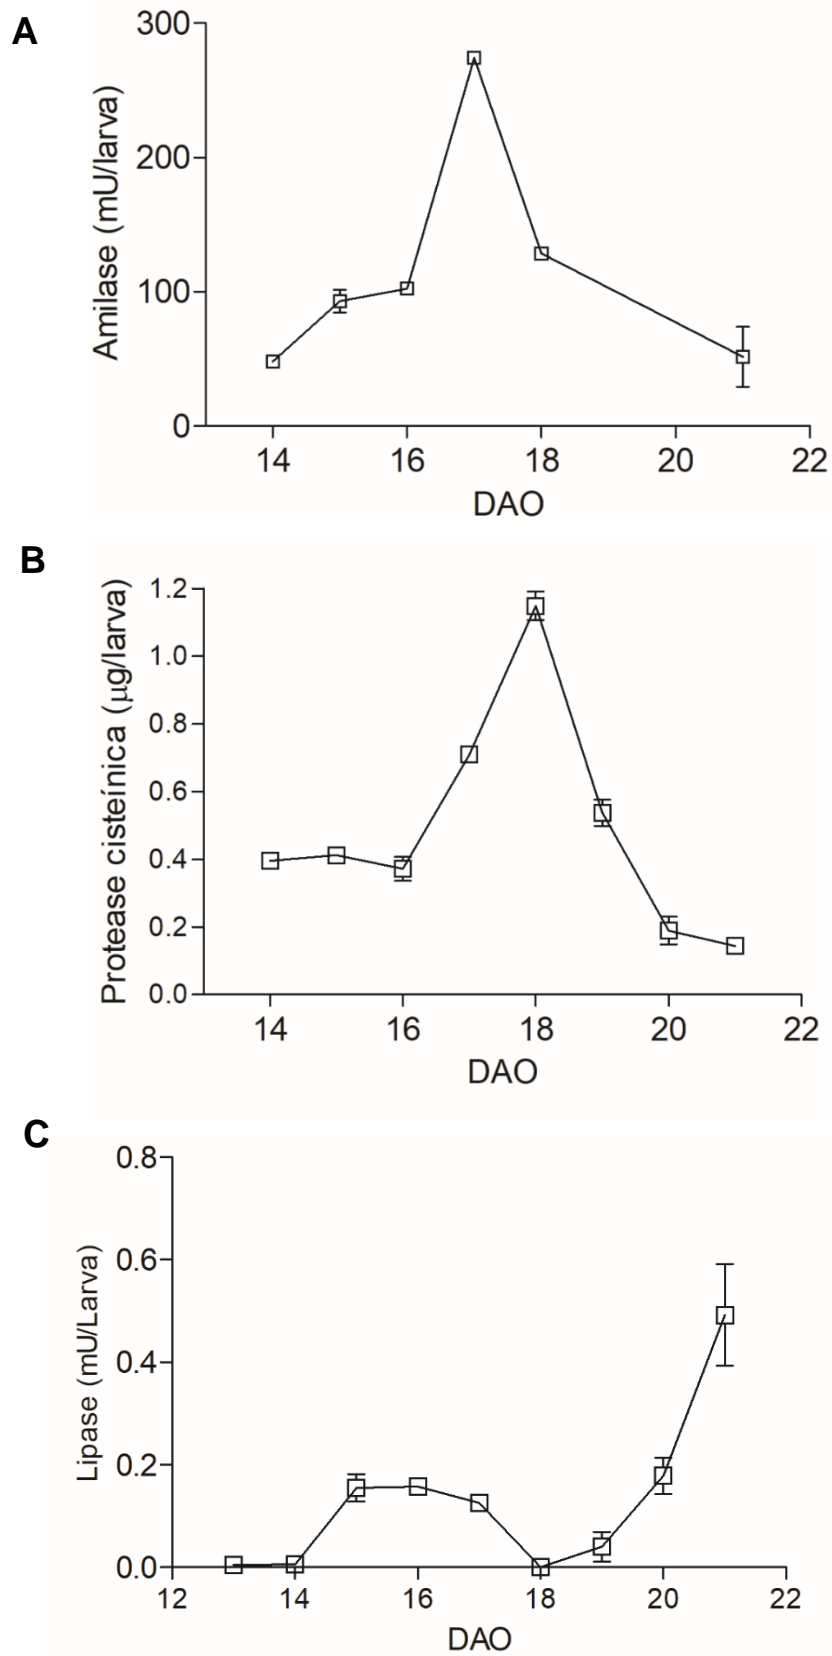 A
Amilase (mU/larva)
300
200
100
0
14 16 18 20 22
DAO
B
Protease cisteínica (μg/larva)
1.2
1.0
0.8
0.6
0.4
0.2
0.0
14 16 18 20 22
DAO
C
Lipase (mU/Larva)
0.8
0.6
0.4
0.2
0.0
12 14 16 18 20 22
DAO